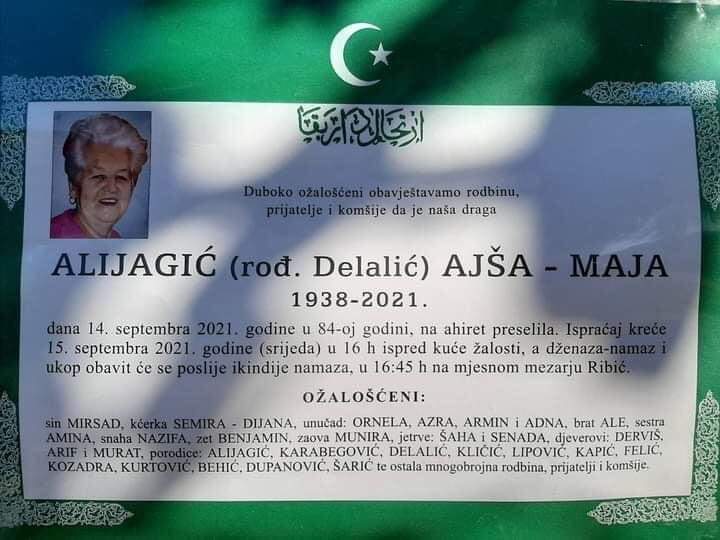 Duboko ožalošćeni obavještavamo rodbinu,
prijatelje i komšije da je naša draga
ALIJAGIĆ (rođ. Delalić) AJŠA - MAJA
1938-2021.
dana 14. septembra 2021. godine u 84-oj godini, na ahiret preselila. Ispraćaj kreće
15. septembra 2021. godine (srijeda) u 16 h ispred kuće žalosti, a dženaza-namaz i
ukop obavit će se poslije ikindije namaza, u 16:45 h na mjesnom mezarju Ribić.
OŽALOŠĆENI:
sin MIRSAD, kćerka SEMIRA - DIJANA, unučad: ORNELA, AZRA, ARMIN i ADNA, brat ALE, sestra
AMINA, snaha NAZIFA, zet BENJAMIN, zaova MUNIRA, jetrve: ŠAHA i SENADA, djeverovi: DERVIŠ,
ARIF i MURAT, porodice: ALIJAGIĆ, KARABEGOVIĆ, DELALIĆ, KLIČIĆ, LIPOVIĆ, KAPIĆ, FELIĆ,
KOZADRA, KURTOVIĆ, BEHIĆ, DUPANOVIĆ, ŠARIĆ te ostala mnogobrojna rodbina, prijatelji i komšije.